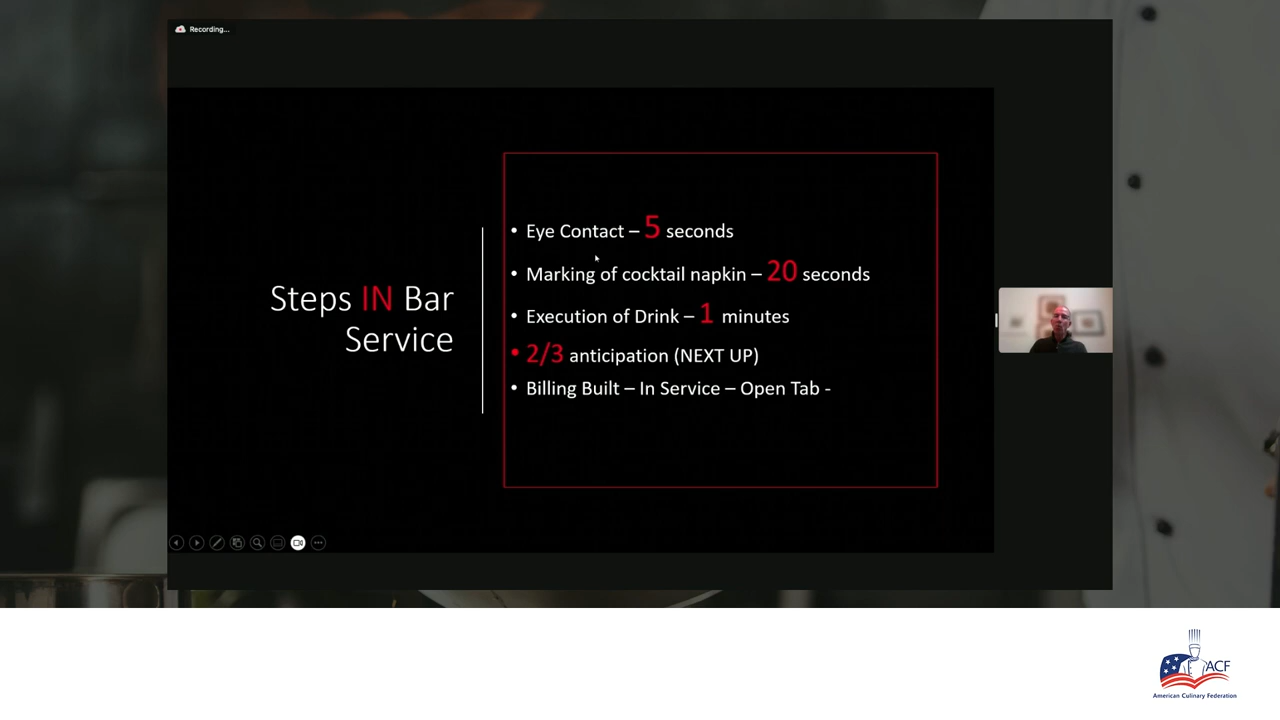 Recording...
Steps IN Bar
Service
• Eye Contact – 5 seconds
• Marking of cocktail napkin – 20 seconds
• Execution of Drink – 1 minutes
• 2/3 anticipation (NEXT UP)
• Billing Built – In Service – Open Tab -
ACF
American Culinary Federation